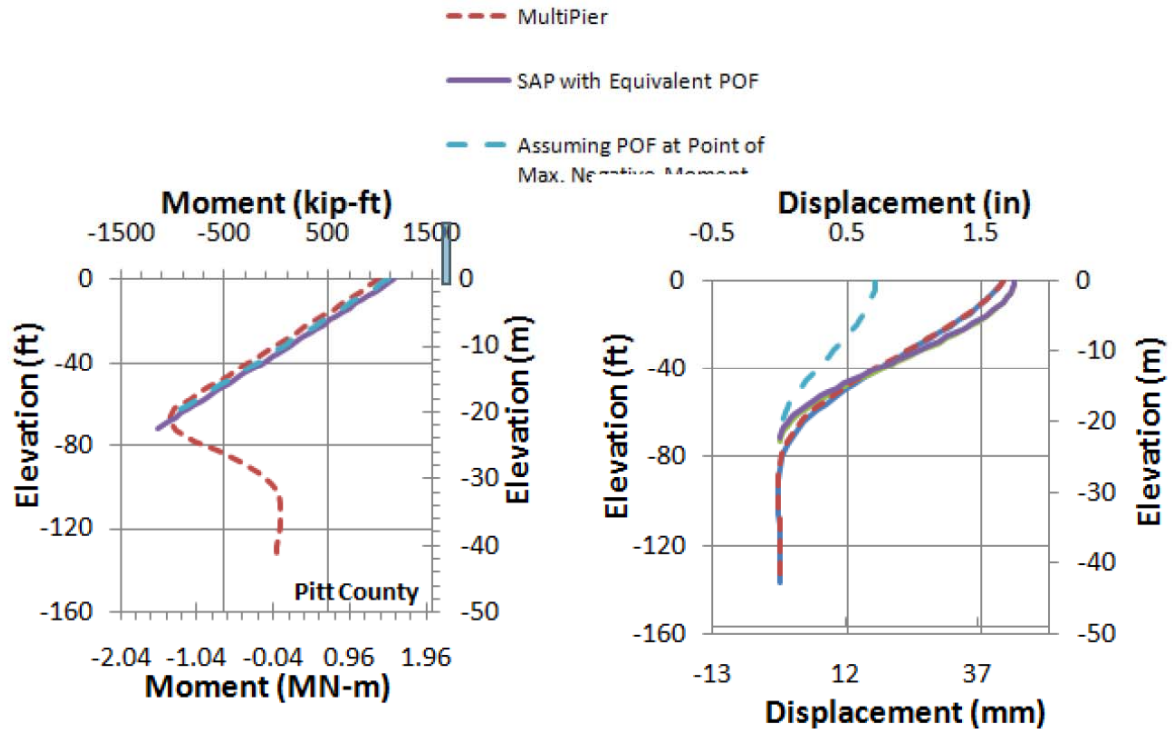 MultiPier
SAP with Equivalent POF
Assuming POF at Point of
Max. Negative Moment
Moment (kip-ft)
-1500 -500 500 1500
0 -40 -80 -120 -160
Elevation (ft)
0 -10 -20 -30 -40 -50
Elevation (m)
Pitt County
-2.04 -1.04 -0.04 0.96 1.96
Moment (MN-m)
Displacement (in)
-0.5 0.5 1.5
0 -40 -80 -120 -160
Elevation (ft)
0 -10 -20 -30 -40 -50
Elevation (m)
-13 12 37
Displacement (mm)